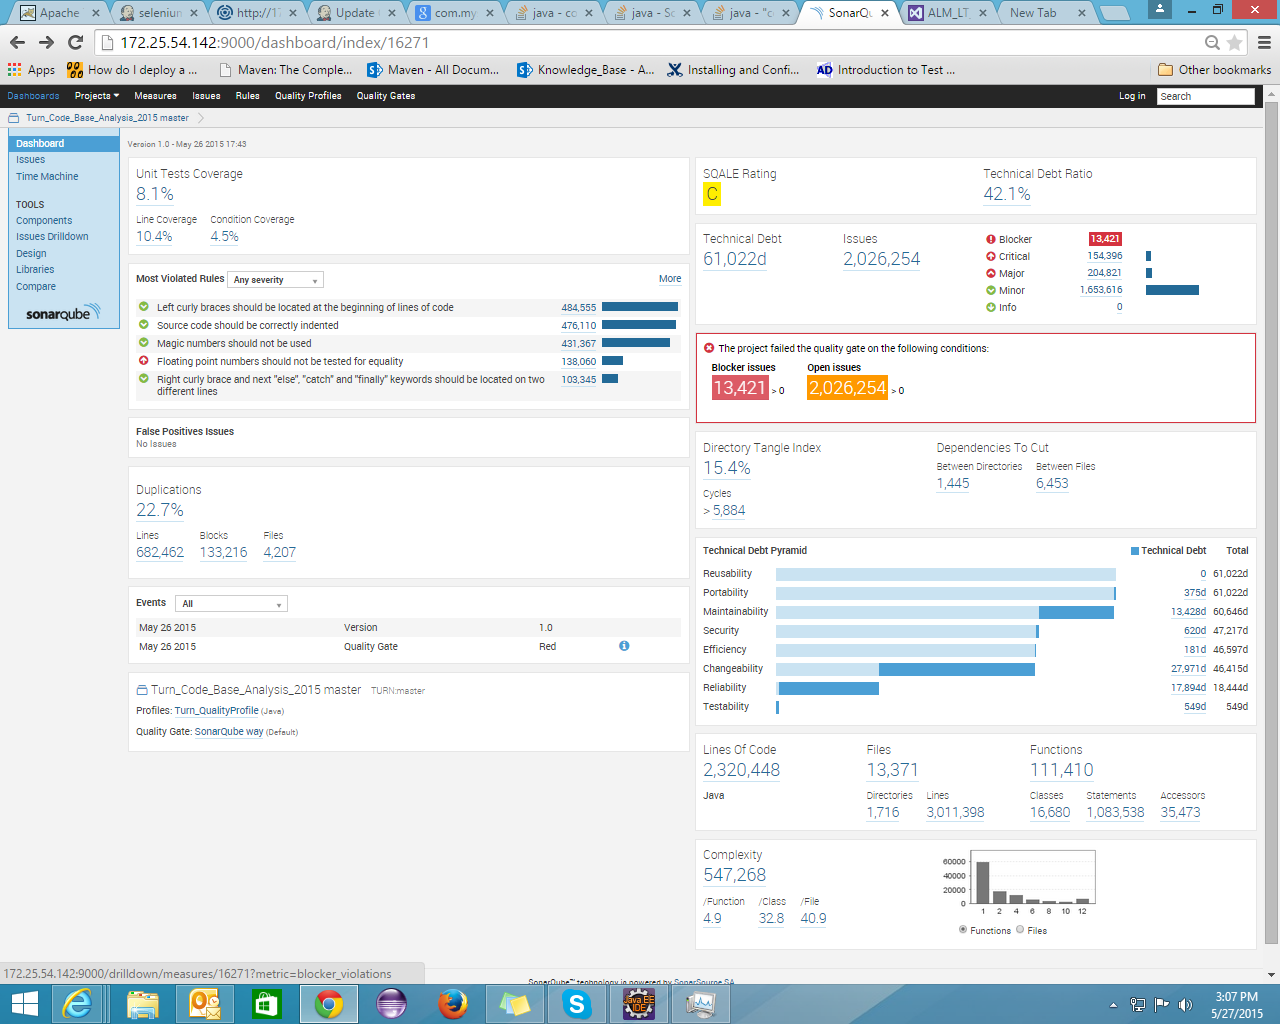 Apache
selenium
http://17
Update
com.my
java - co
java - Sc
java - "c
SonarQu
ALM_LT
New Tab
172.25.54.142:9000/dashboard/index/16271
Apps
How do I deploy a ...
Maven: The Comple...
Maven - All Docum...
Knowledge_Base - A...
Installing and Confi...
Introduction to Test ...
Other bookmarks
Dashboards Projects Measures Issues Rules Quality Profiles Quality Gates Log in Search
Turn_Code_Base_Analysis_2015 master
Dashboard
Issues
Time Machine
TOOLS
Components
Issues Drilldown
Design
Libraries
Compare
sonarqube
Version 1.0 - May 26 2015 17:43
Unit Tests Coverage
8.1%
Line Coverage Condition Coverage
10.4% 4.5%
Most Violated Rules Any severity More
Left curly braces should be located at the beginning of lines of code 484,555
Source code should be correctly indented 476,110
Magic numbers should not be used 431,367
Floating point numbers should not be tested for equality 138,060
Right curly brace and next "else", "catch" and "finally" keywords should be located on two 103,345
different lines
False Positives Issues
No Issues
Duplications
22.7%
Lines Blocks Files
682,462 133,216 4,207
Events All
May 26 2015 Version 1.0
May 26 2015 Quality Gate Red
Turn_Code_Base_Analysis_2015 master TURN:master
Profiles: Turn_QualityProfile (Java)
Quality Gate: SonarQube way (Default)
SQALE Rating Technical Debt Ratio
C 42.1%
Technical Debt Issues
61,022d 2,026,254
Blocker 13,421
Critical 154,396
Major 204,821
Minor 1,653,616
Info 0
The project failed the quality gate on the following conditions:
Blocker issues Open issues
13,421 > 0 2,026,254 > 0
Directory Tangle Index Dependencies To Cut
15.4% Between Directories Between Files
1,445 6,453
Cycles
> 5,884
Technical Debt Pyramid Technical Debt Total
Reusability 0 61,022d
Portability 375d 61,022d
Maintainability 13,428d 60,646d
Security 620d 47,217d
Efficiency 181d 46,597d
Changeability 27,971d 46,415d
Reliability 17,894d 18,444d
Testability 549d 549d
Lines Of Code Files Functions
2,320,448 13,371 111,410
Java Directories Lines Classes Statements Accessors
1,716 3,011,398 16,680 1,083,538 35,473
Complexity
547,268
/Function /Class /File
4.9 32.8 40.9
60000
40000
20000
0
1 2 4 6 8 10 12
Functions Files
172.25.54.142:9000/drilldown/measures/16271?metric=blocker_violations
SonarQube™ technology is powered by SonarSource SA
Java EE
IDE
3:07 PM
5/27/2015